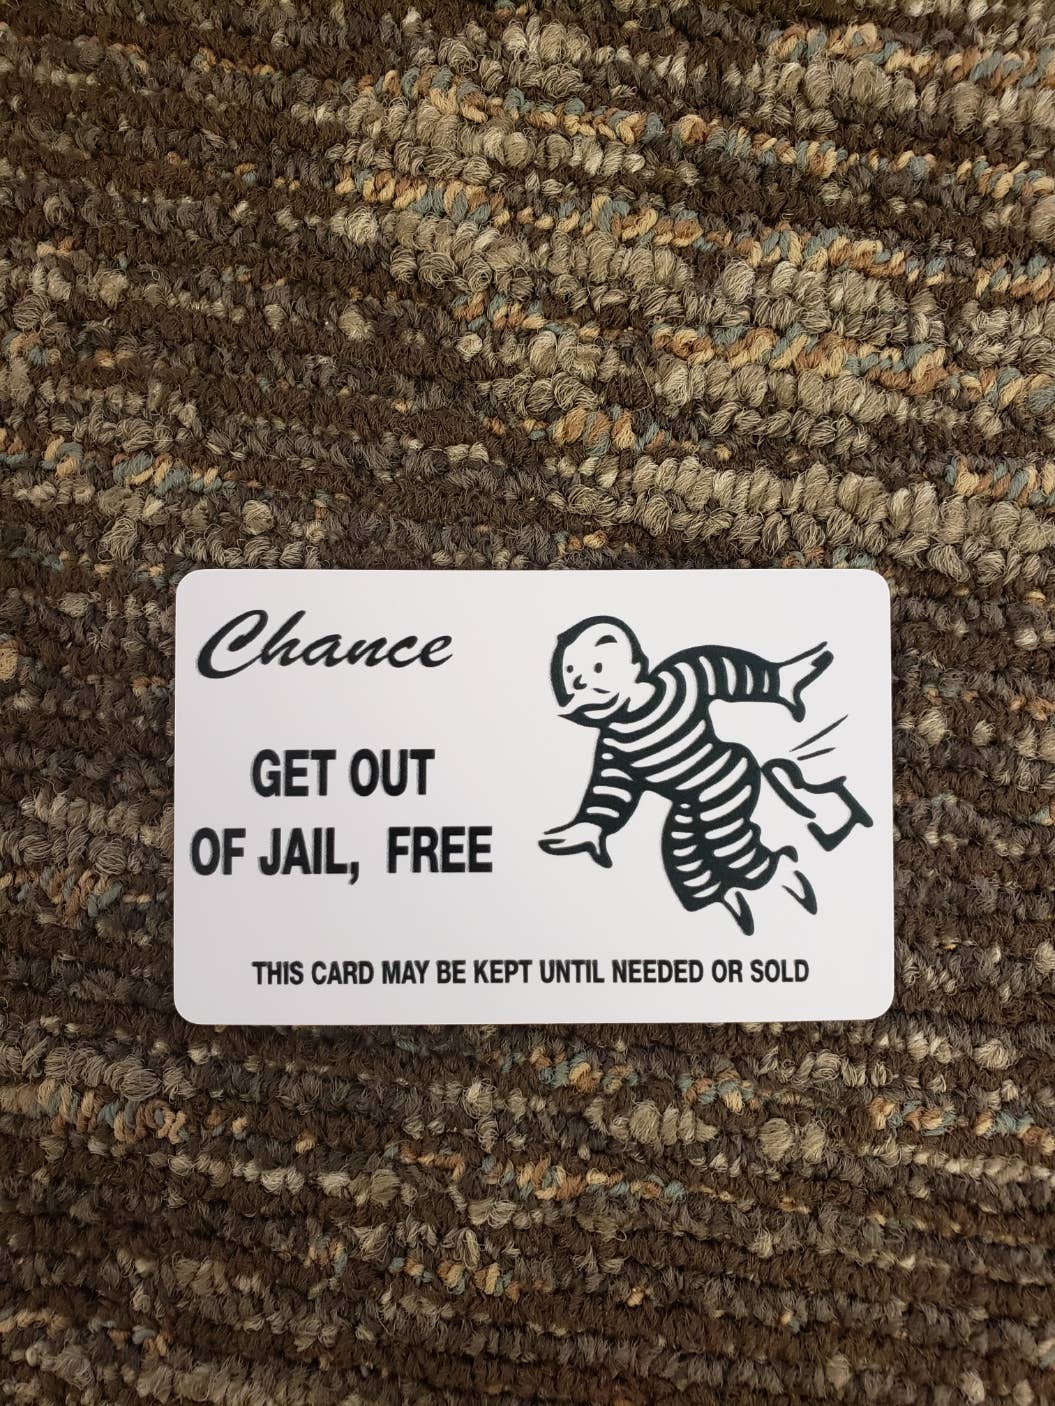 Chance
GET OUT
OF JAIL, FREE
THIS CARD MAY BE KEPT UNTIL NEEDED OR SOLD